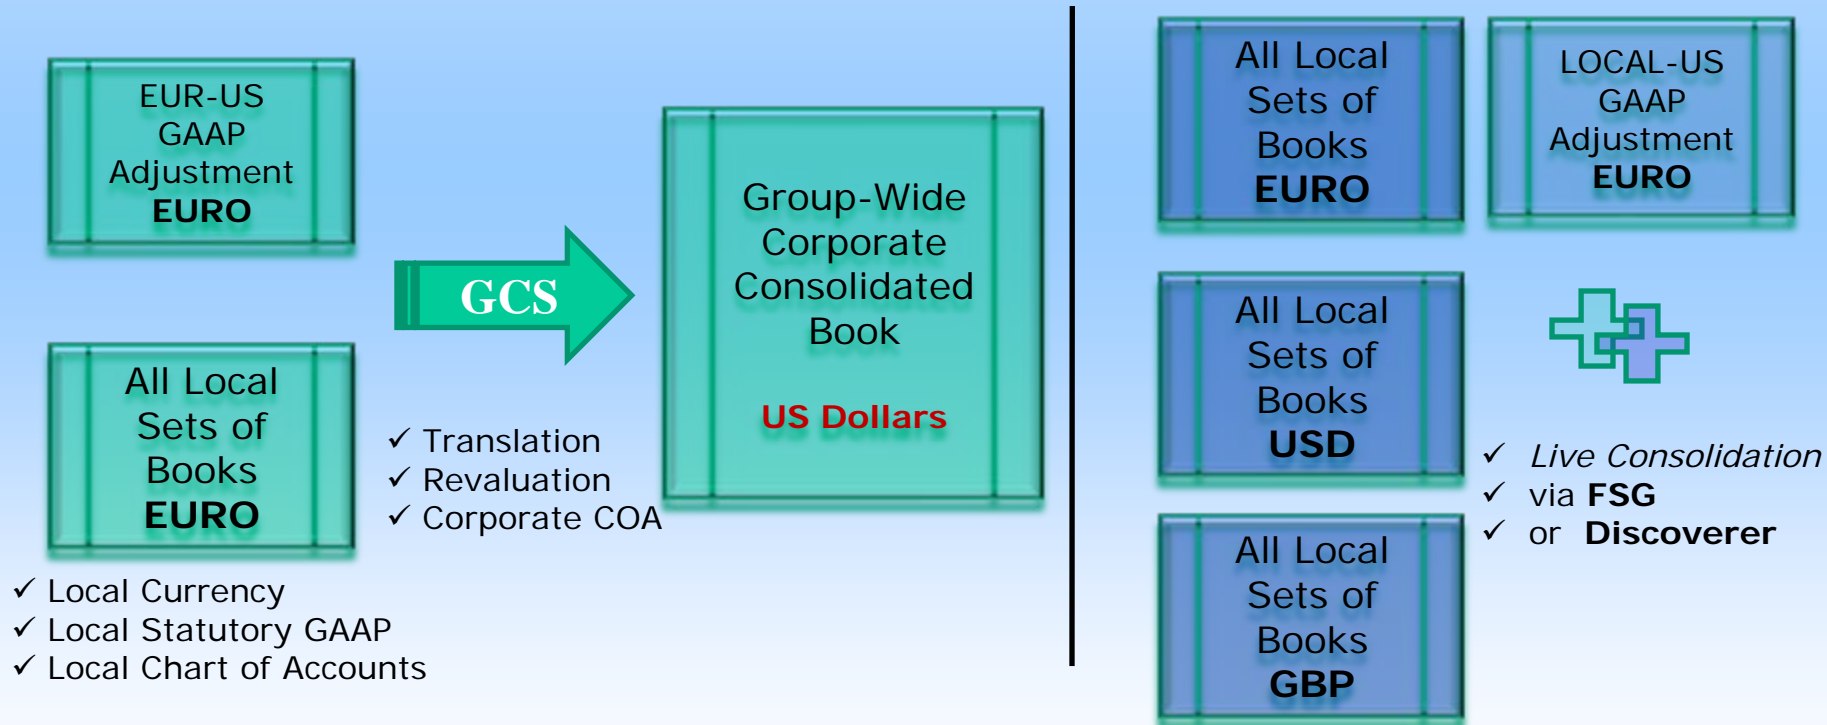 EUR-US
GAAP
Adjustment
EURO
All Local
Sets of
Books
EURO
✓ Local Currency
✓ Local Statutory GAAP
✓ Local Chart of Accounts
GCS
✓ Translation
✓ Revaluation
✓ Corporate COA
Group-Wide
Corporate
Consolidated
Book
US Dollars
All Local
Sets of
Books
EURO
LOCAL-US
GAAP
Adjustment
EURO
All Local
Sets of
Books
USD
✓ Live Consolidation
✓ via FSG
✓ or Discoverer
All Local
Sets of
Books
GBP